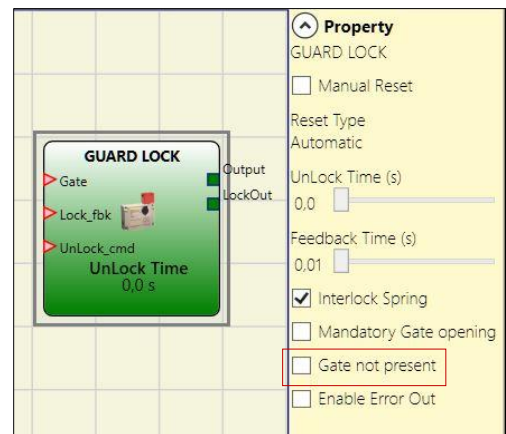 GUARD LOCK
Gate
Lock_fbk
UnLock_cmd
Output
LockOut
UnLock Time
0,0 s
Property
GUARD LOCK
Manual Reset
Reset Type
Automatic
UnLock Time (s)
0,0
Feedback Time (s)
0,01
Interlock Spring
Mandatory Gate opening
Gate not present
Enable Error Out